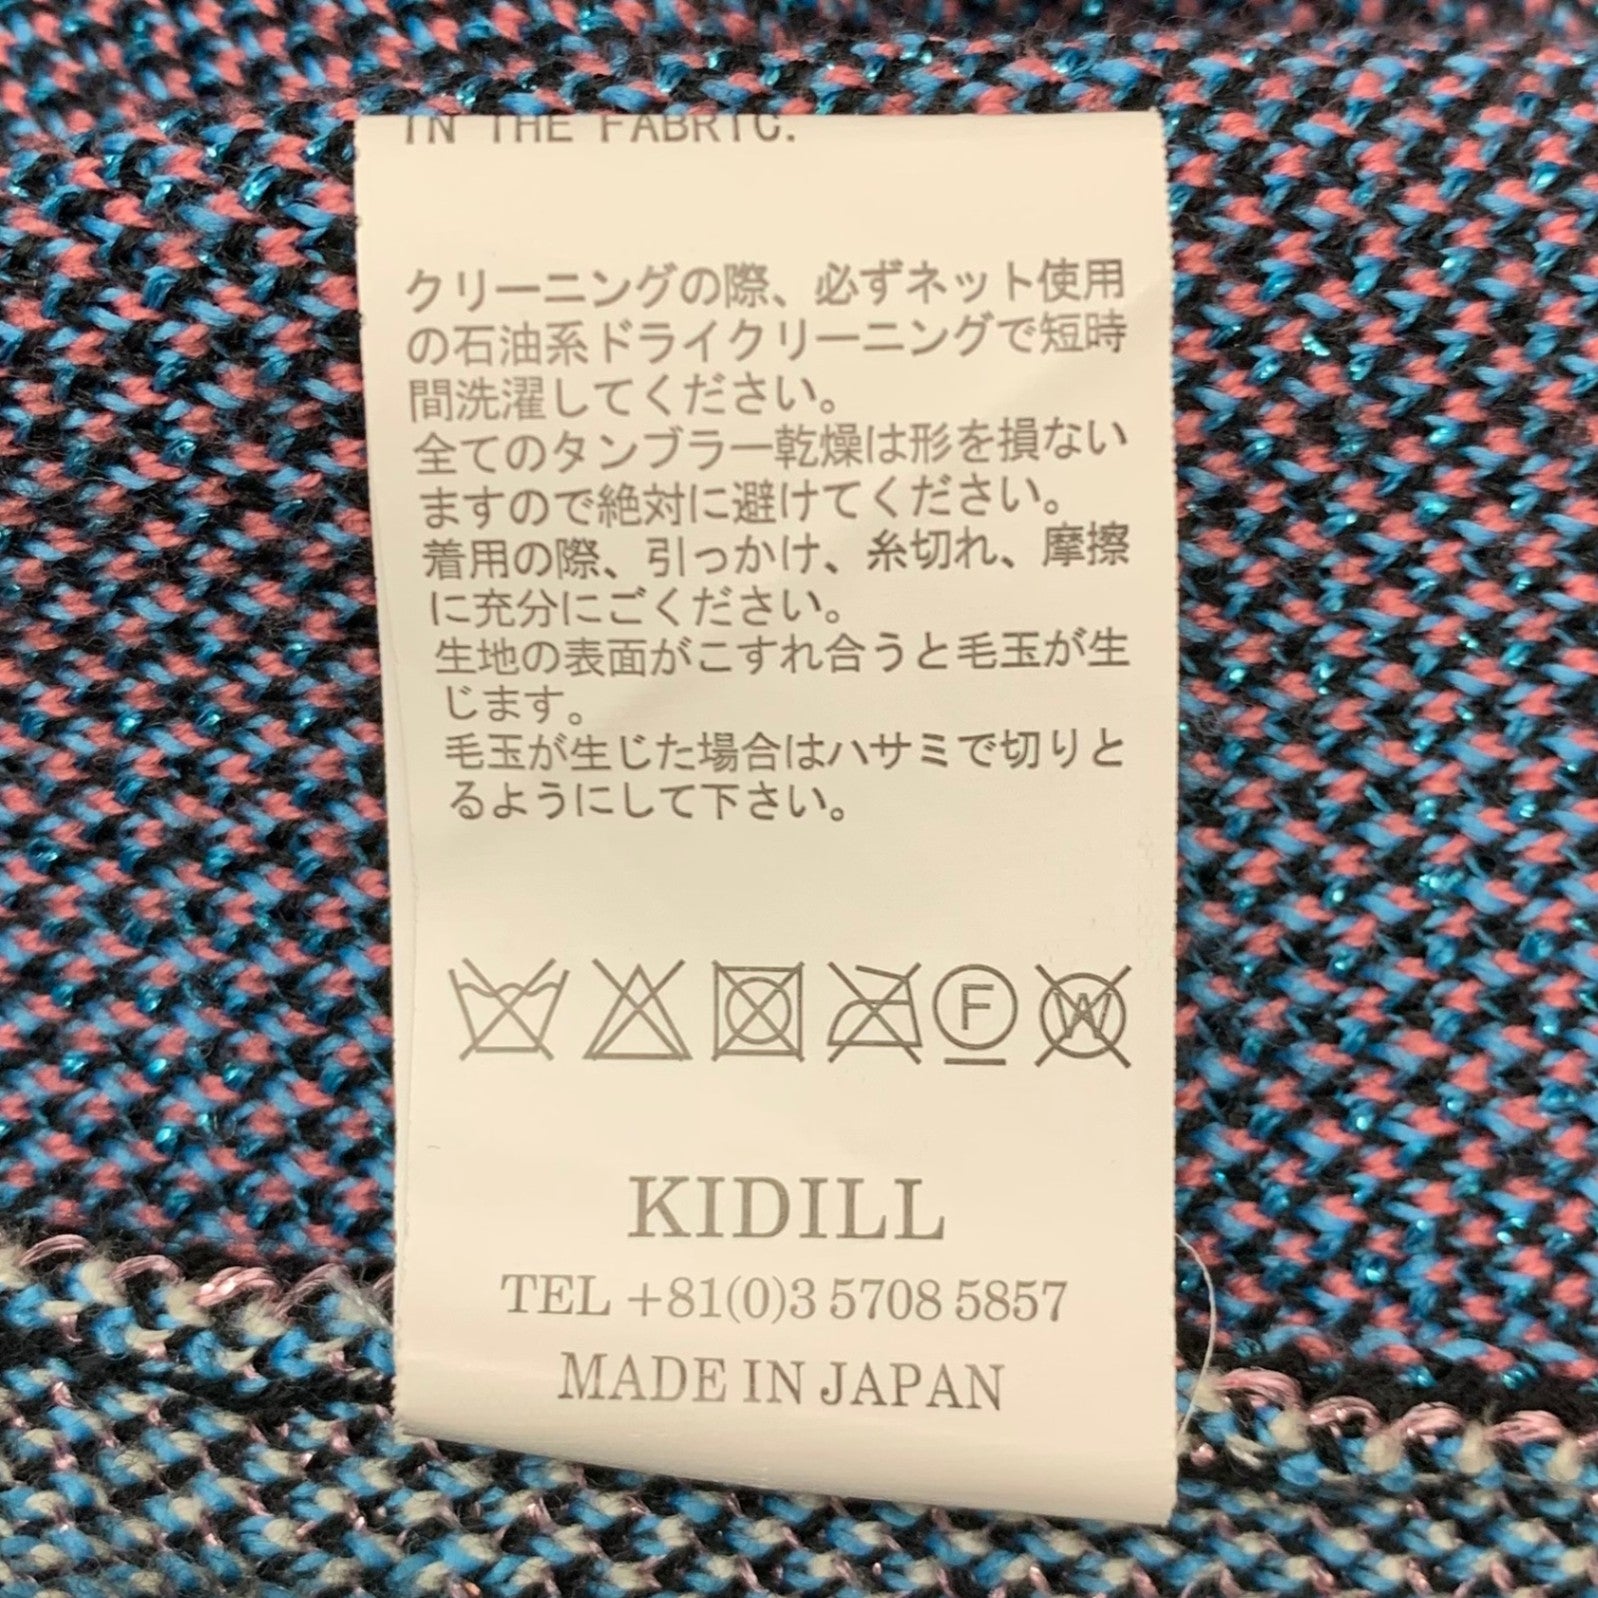 IN THE FABRIC.
クリーニングの際、必ずネット使用
の石油系ドライクリーニングで短時
間洗濯してください。
全てのタンブラー乾燥は形を損ない
ますので絶対に避けてください。
着用の際、引っかけ、糸切れ、摩擦
に充分にごください。
生地の表面がこすれ合うと毛玉が生
じます。
毛玉が生じた場合はハサミで切りと
るようにして下さい。
F W
KIDILL
TEL +81(0)3 5708 5857
MADE IN JAPAN